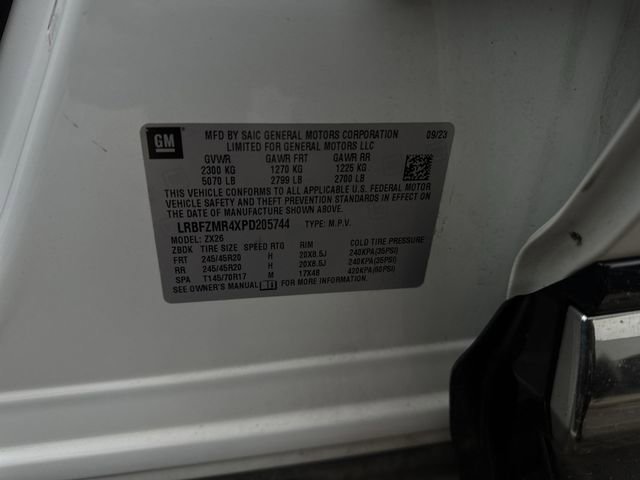 GM
MFD BY SAIC GENERAL MOTORS CORPORATION 09/23
LIMITED FOR GENERAL MOTORS LLC
GVWR GAWR FRT GAWR RR
2300 KG 1270 KG 1225 KG
5070 LB 2799 LB 2700 LB
THIS VEHICLE CONFORMS TO ALL APPLICABLE U.S. FEDERAL MOTOR
VEHICLE SAFETY, BUMPER, AND THEFT PREVENTION STANDARDS IN
EFFECT ON THE DATE OF MANUFACTURE SHOWN ABOVE.
LRBFZMR4XPD205744 TYPE: M.P.V.
MODEL: ZX26
ZBDK TIRE SIZE SPEED RTG RIM COLD TIRE PRESSURE
FRT 245/45R20 H 20X8.5J 240KPA(35PSI)
RR 245/45R20 H 20X8.5J 240KPA(35PSI)
SPA T145/70R17 M 17X4B 420KPA(60PSI)
SEE OWNER'S MANUAL FOR ADDITIONAL INFORMATION.